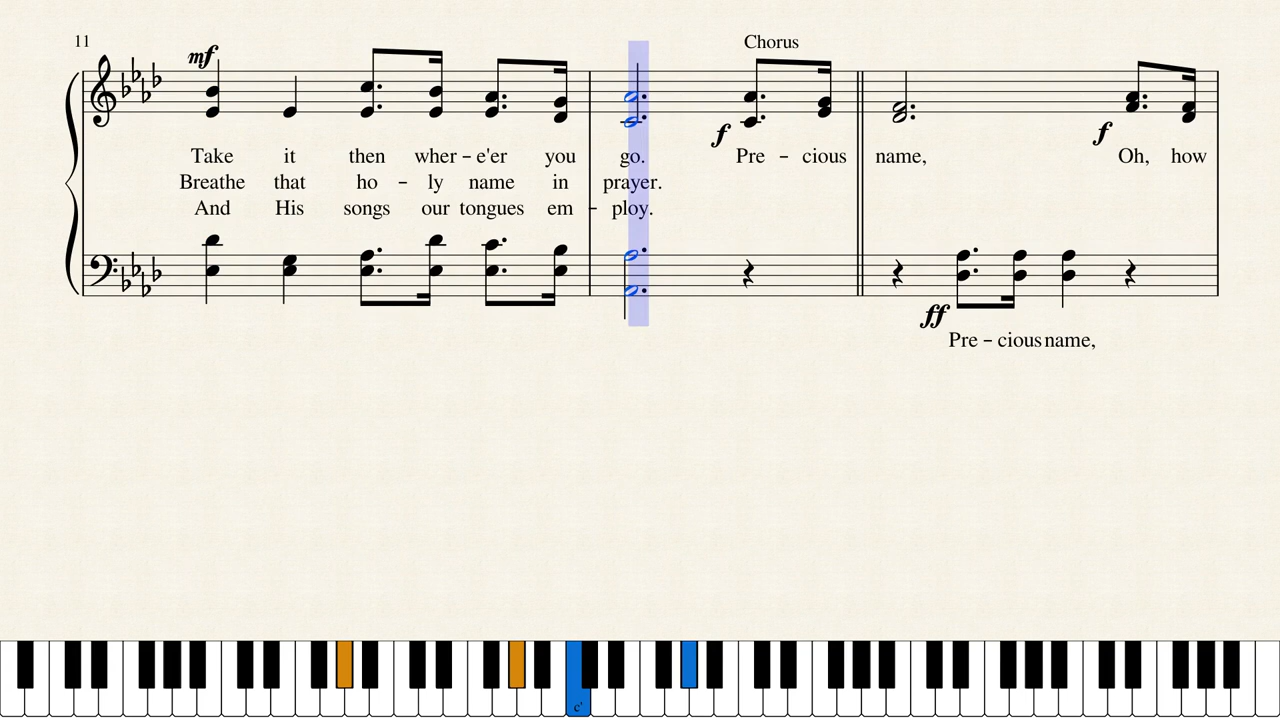 11
mf
Chorus
f
f
Take it then wher - e'er you go. Pre - cious name, Oh, how
Breathe that ho - ly name in prayer.
And His songs our tongues em - ploy.
ff
Pre - cious name,
c'